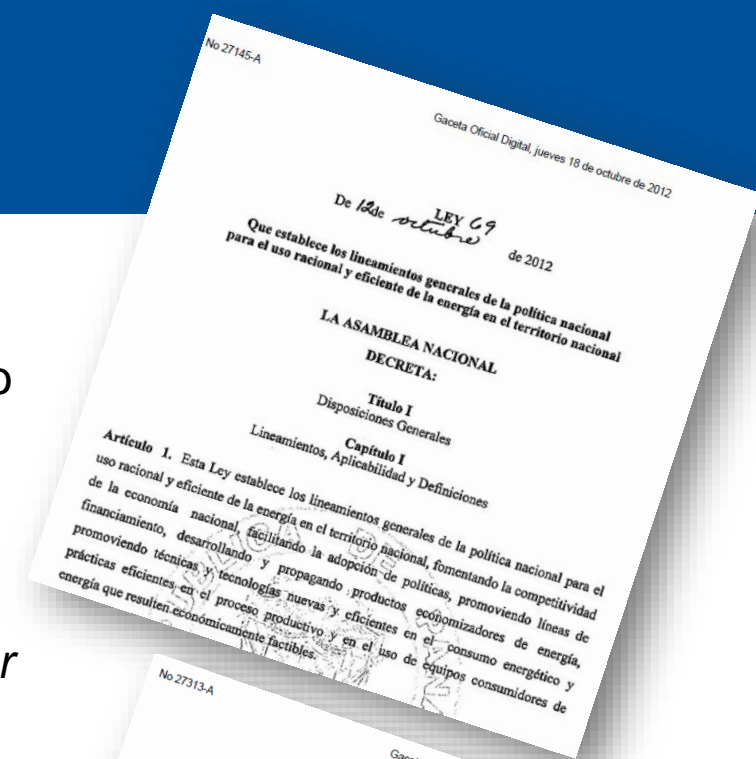 No 27145-A
Gaceta Oficial Digital, jueves 18 de octubre de 2012
LEY 69
De 12 de octubre de 2012
Que establece los lineamientos generales de la política nacional
para el uso racional y eficiente de la energía en el territorio nacional
LA ASAMBLEA NACIONAL
DECRETA:
Título I
Disposiciones Generales
Capítulo I
Lineamientos, Aplicabilidad y Definiciones
Artículo 1. Esta Ley establece los lineamientos generales de la política nacional para el
uso racional y eficiente de la energía en el territorio nacional, fomentando la competitividad
de la economía nacional, facilitando la adopción de políticas, promoviendo líneas de
financiamiento, desarrollando y propagando productos economizadores de energía,
promoviendo técnicas y tecnologías nuevas y eficientes en el consumo energético y
prácticas eficientes en el proceso productivo y en el uso de equipos consumidores de
energía que resulten económicamente factibles.
o
r
No 27313-A